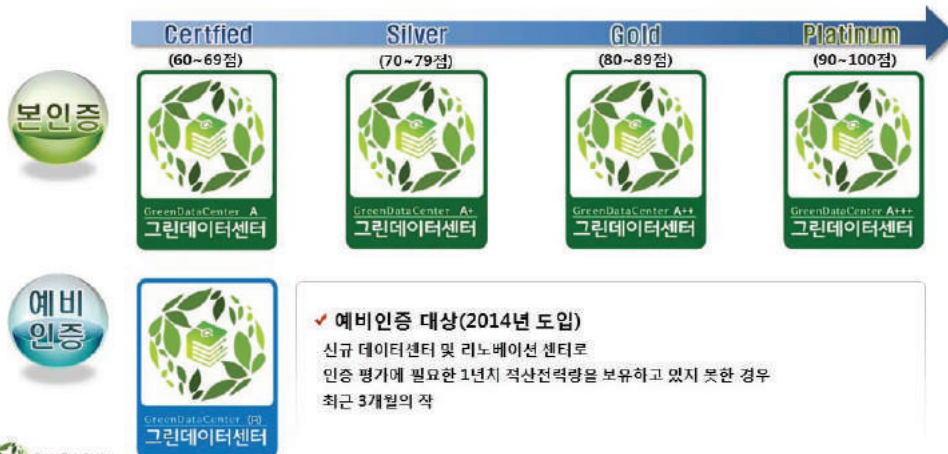 Certfied Silver Gold Platinum
(60~69점) (70~79점) (80~89점) (90~100점)
본인증
GreenDataCenter A
그린데이터센터
GreenDataCenter A+
그린데이터센터
GreenDataCenter A++
그린데이터센터
GreenDataCenter A+++
그린데이터센터
예비
인증
GreenDataCenter (R)
그린데이터센터
✔ 예비인증 대상(2014년 도입)
신규 데이터센터 및 리노베이션 센터로
인증 평가에 필요한 1년치 적산전력량을 보유하고 있지 못한 경우
최근 3개월의 작